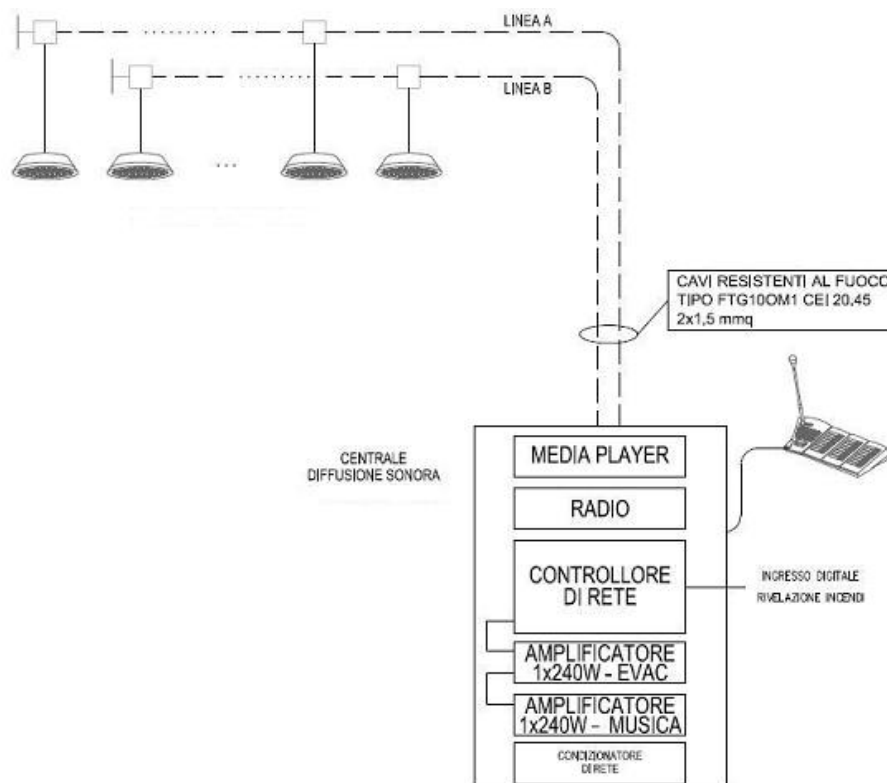 LINEA A
LINEA B
CAVI RESISTENTI AL FUOCO
TIPO FTG10OM1 CEI 20,45
2x1,5 mmq
CENTRALE
DIFFUSIONE SONORA
MEDIA PLAYER
RADIO
CONTROLLORE
DI RETE
INGRESSO DIGITALE
RIVELAZIONE INCENDI
AMPLIFICATORE
1x240W - EVAC
AMPLIFICATORE
1x240W - MUSICA
CONDIZIONATORE
DI RETE